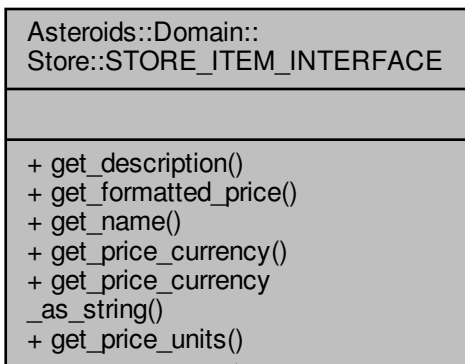 Asteroids::Domain::
Store::STORE_ITEM_INTERFACE
+ get_description()
+ get_formatted_price()
+ get_name()
+ get_price_currency()
+ get_price_currency
_as_string()
+ get_price_units()